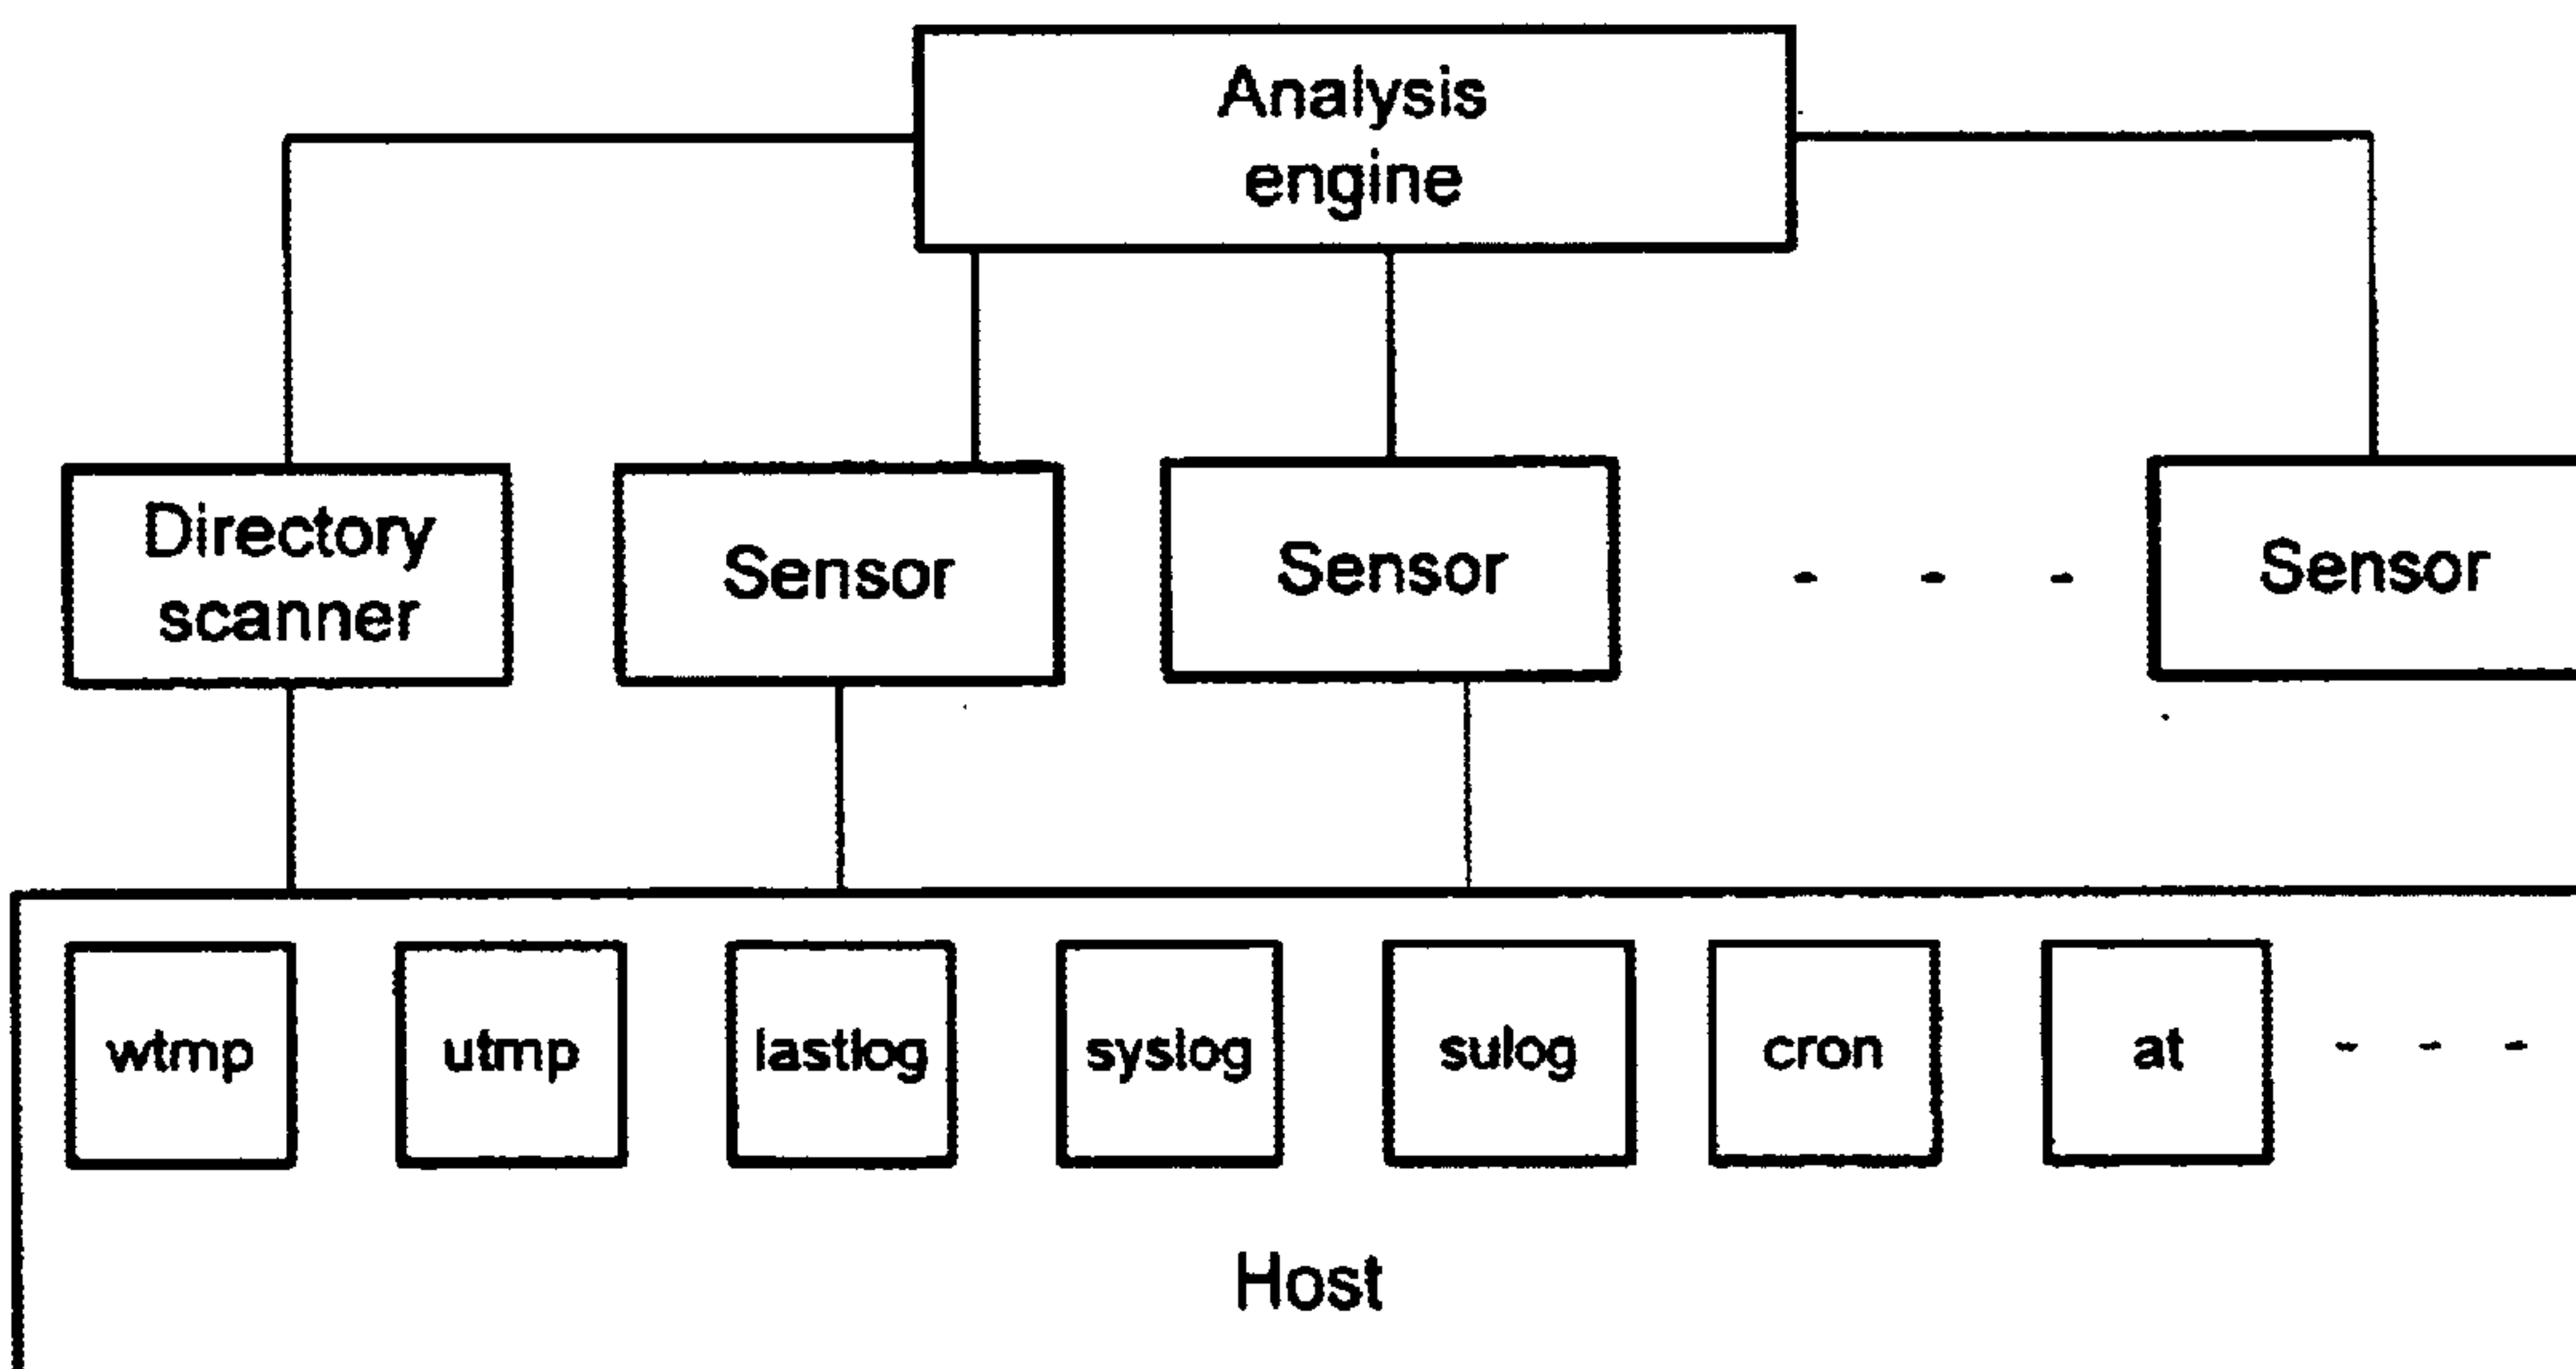 Analysis
engine
Directory
scanner
Sensor
Sensor
- - -
Sensor
wtmp
utmp
lastlog
syslog
sulog
cron
at
- - -
Host